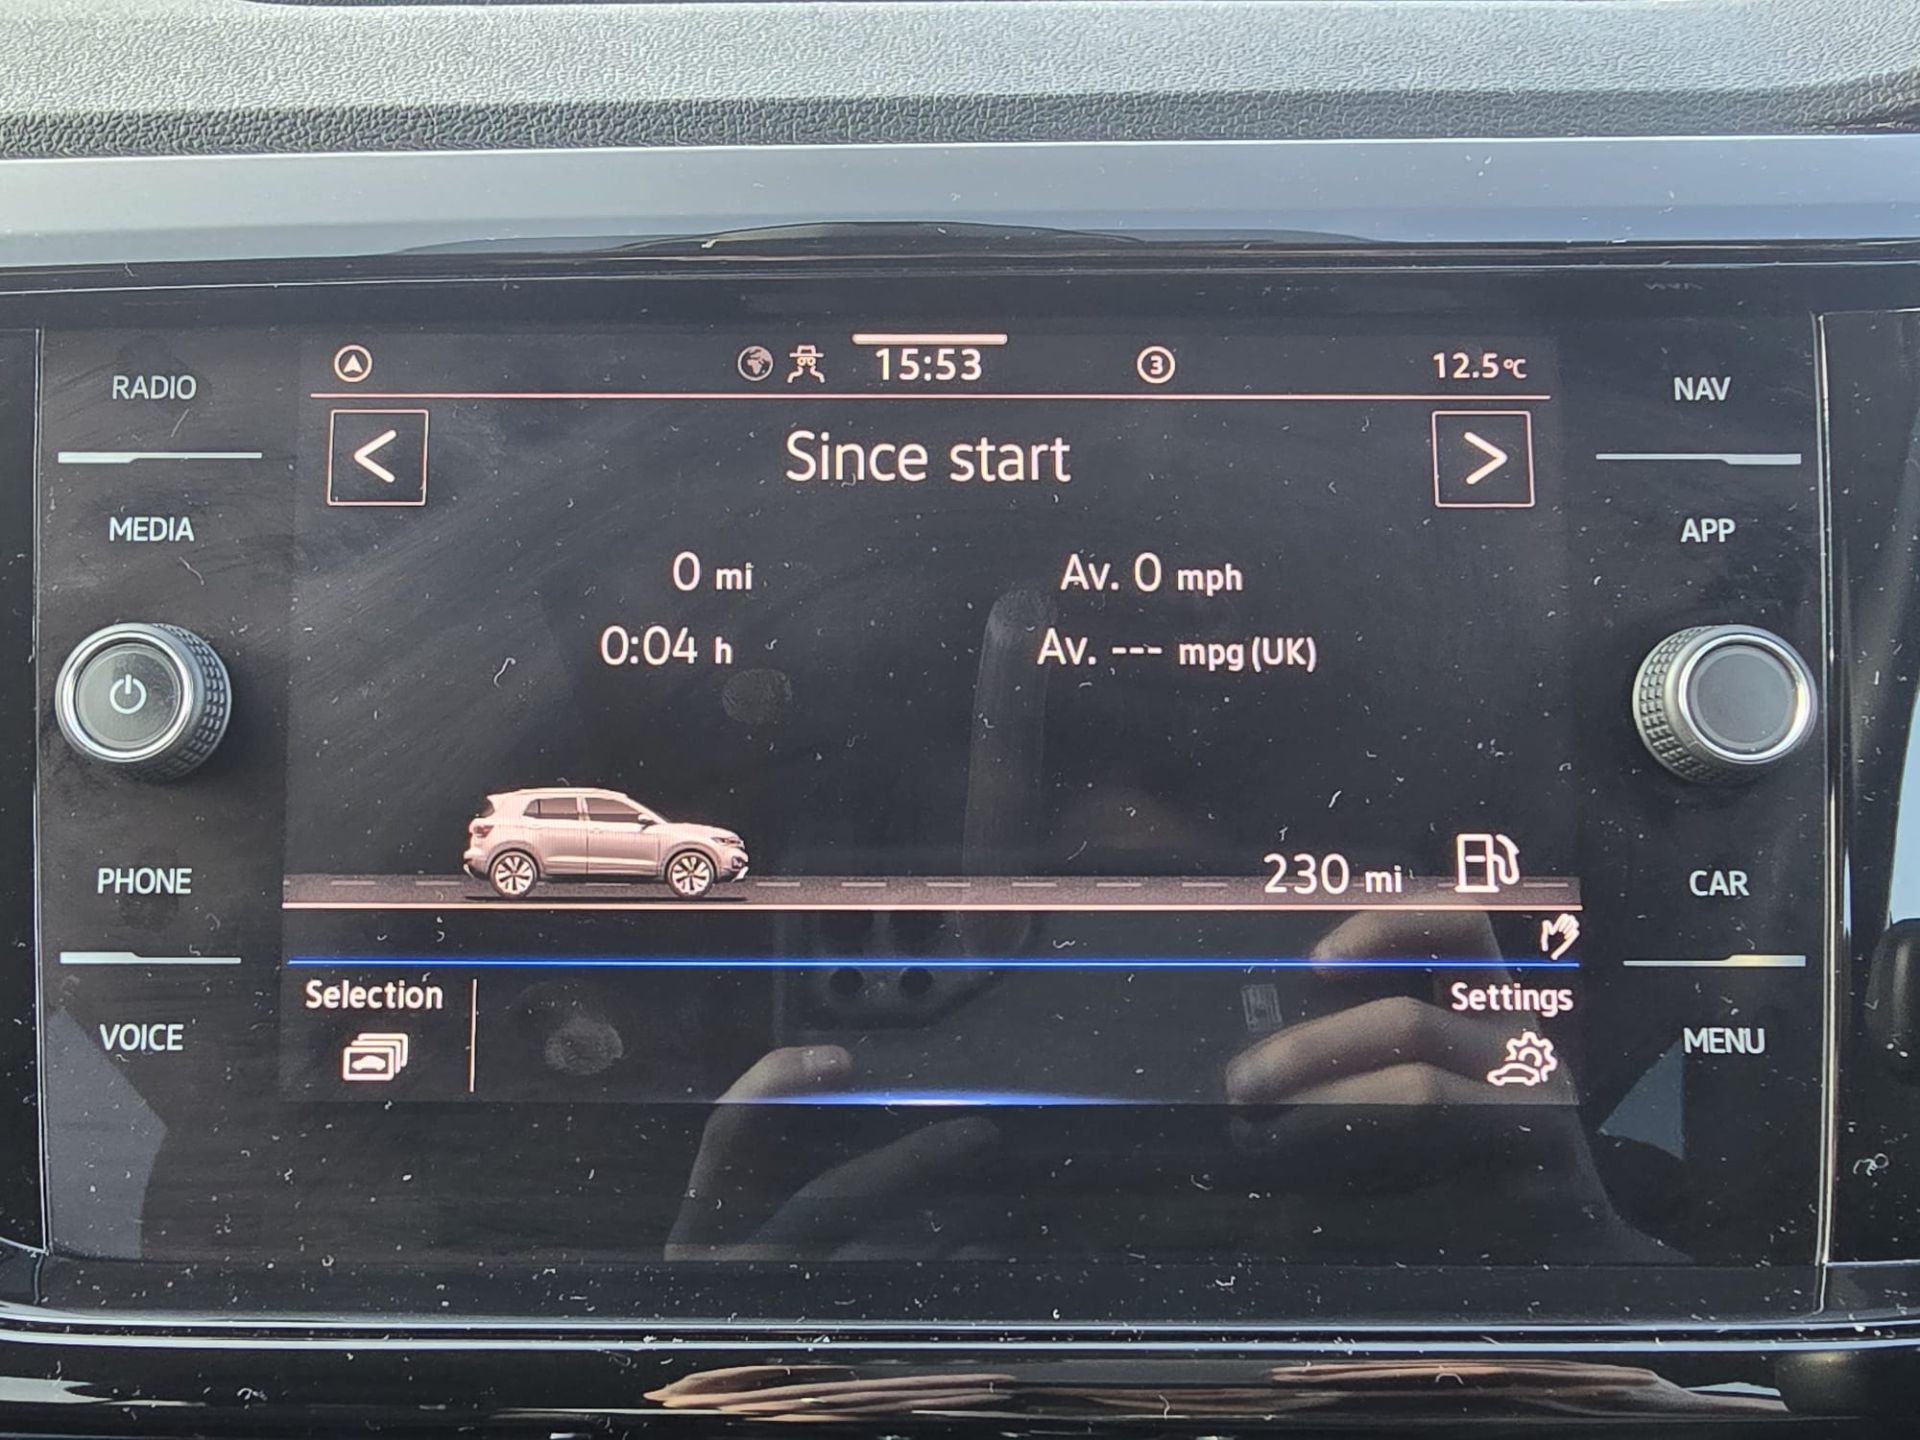 15:53
3
12.5°C
RADIO
NAV
< Since start >
MEDIA
APP
0 mi
Av. 0 mph
0:04 h
Av. --- mpg (UK)
230 mi
PHONE
CAR
Selection
Settings
VOICE
MENU